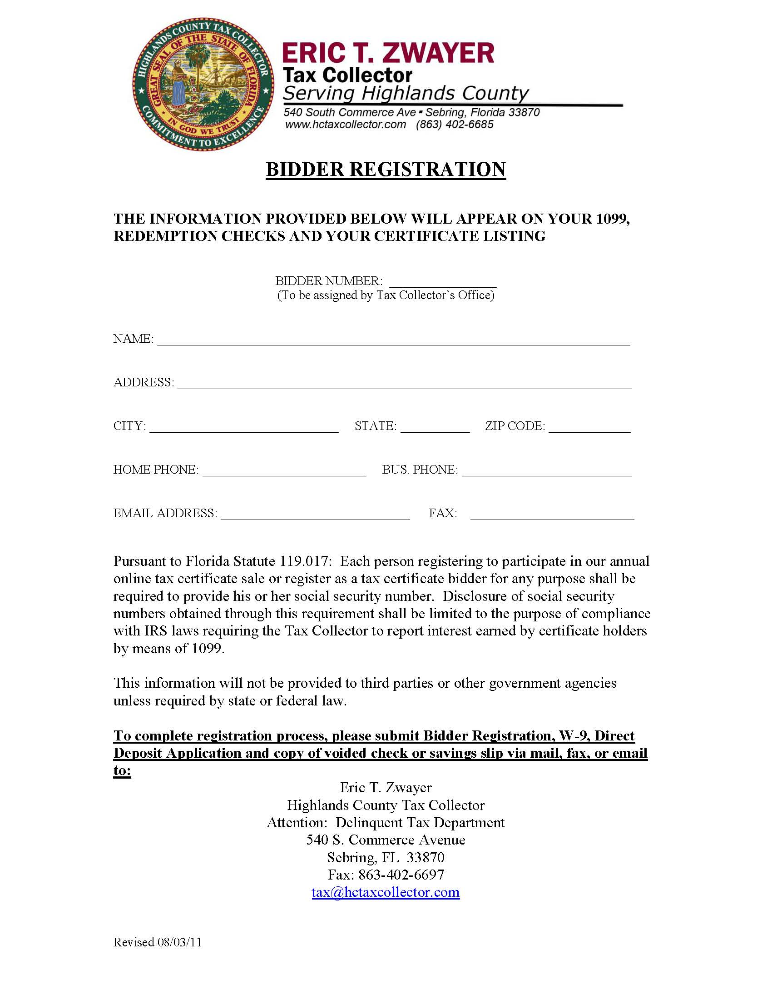 HIGHLANDS COUNTY TAX COLLECTOR
GREAT SEAL OF THE STATE OF FLORIDA
IN GOD WE TRUST
COMMITMENT TO EXCELLENCE
ERIC T. ZWAYER
Tax Collector
Serving Highlands County
540 South Commerce Ave ▪ Sebring, Florida 33870
www.hctaxcollector.com (863) 402-6685
BIDDER REGISTRATION
THE INFORMATION PROVIDED BELOW WILL APPEAR ON YOUR 1099,
REDEMPTION CHECKS AND YOUR CERTIFICATE LISTING
BIDDER NUMBER: ________________
(To be assigned by Tax Collector's Office)
NAME: ________________
ADDRESS: ________________
CITY: ________________ STATE: __________ ZIP CODE: ____________
HOME PHONE: ________________ BUS. PHONE: ________________
EMAIL ADDRESS: ________________ FAX: ________________
Pursuant to Florida Statute 119.017: Each person registering to participate in our annual
online tax certificate sale or register as a tax certificate bidder for any purpose shall be
required to provide his or her social security number. Disclosure of social security
numbers obtained through this requirement shall be limited to the purpose of compliance
with IRS laws requiring the Tax Collector to report interest earned by certificate holders
by means of 1099.
This information will not be provided to third parties or other government agencies
unless required by state or federal law.
To complete registration process, please submit Bidder Registration, W-9, Direct
Deposit Application and copy of voided check or savings slip via mail, fax, or email
to:
Eric T. Zwayer
Highlands County Tax Collector
Attention: Delinquent Tax Department
540 S. Commerce Avenue
Sebring, FL 33870
Fax: 863-402-6697
tax@hctaxcollector.com
Revised 08/03/11